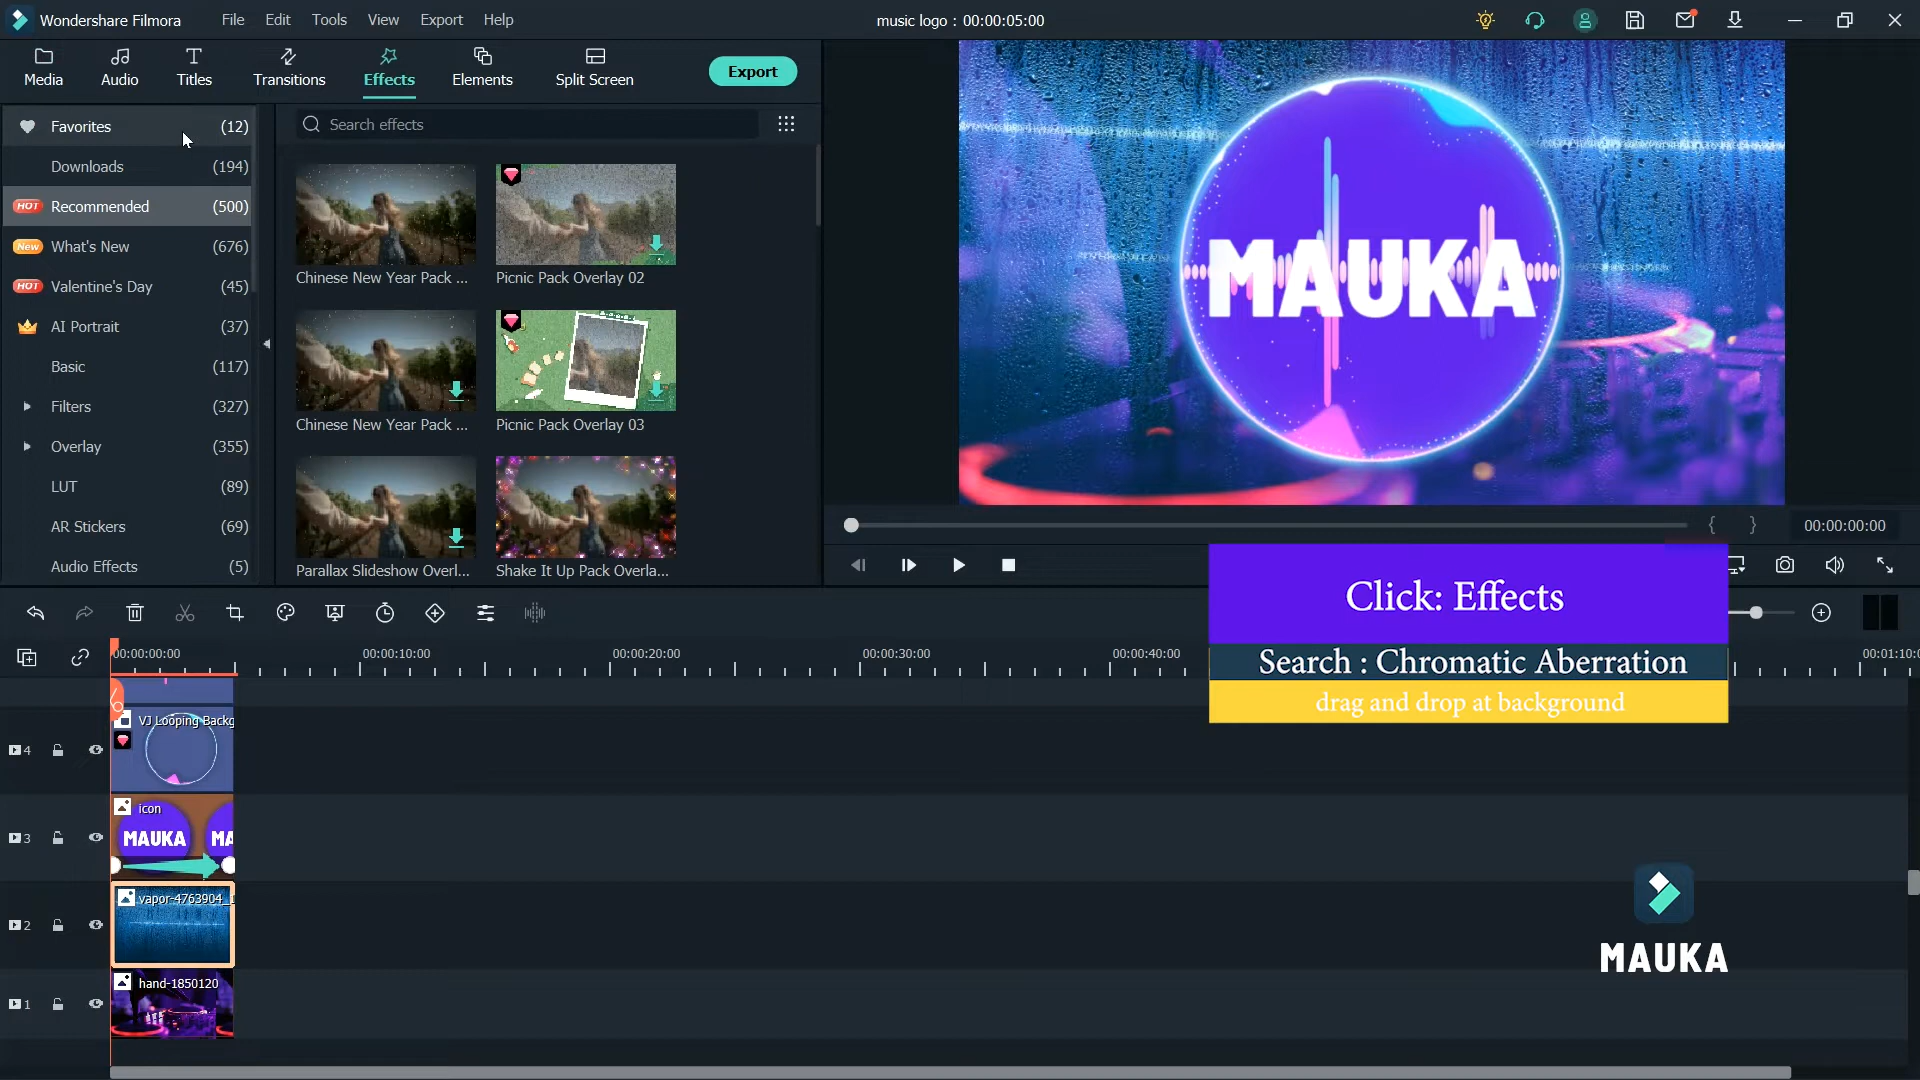 Wondershare Filmora
File
Edit
Tools
View
Export
Help
music logo : 00:00:05:00
Media
Audio
Titles
Transitions
Effects
Elements
Split Screen
Export
Favorites (12)
Downloads (194)
HOT Recommended (500)
New What's New (676)
HOT Valentine's Day (45)
AI Portrait (37)
Basic (117)
Filters (327)
Overlay (355)
LUT (89)
AR Stickers (69)
Audio Effects (5)
Search effects
Chinese New Year Pack ...
Picnic Pack Overlay 02
Chinese New Year Pack ...
Picnic Pack Overlay 03
Parallax Slideshow Overl...
Shake It Up Pack Overla...
MAUKA
00:00:00:00
Click: Effects
Search : Chromatic Aberration
drag and drop at background
00:00:00:00
00:00:10:00
00:00:20:00
00:00:30:00
00:00:40:00
00:01:10:0
4
VJ Looping Backg
3
icon
MAUKA
MA
2
vapor-4763904_1
1
hand-1850120
MAUKA